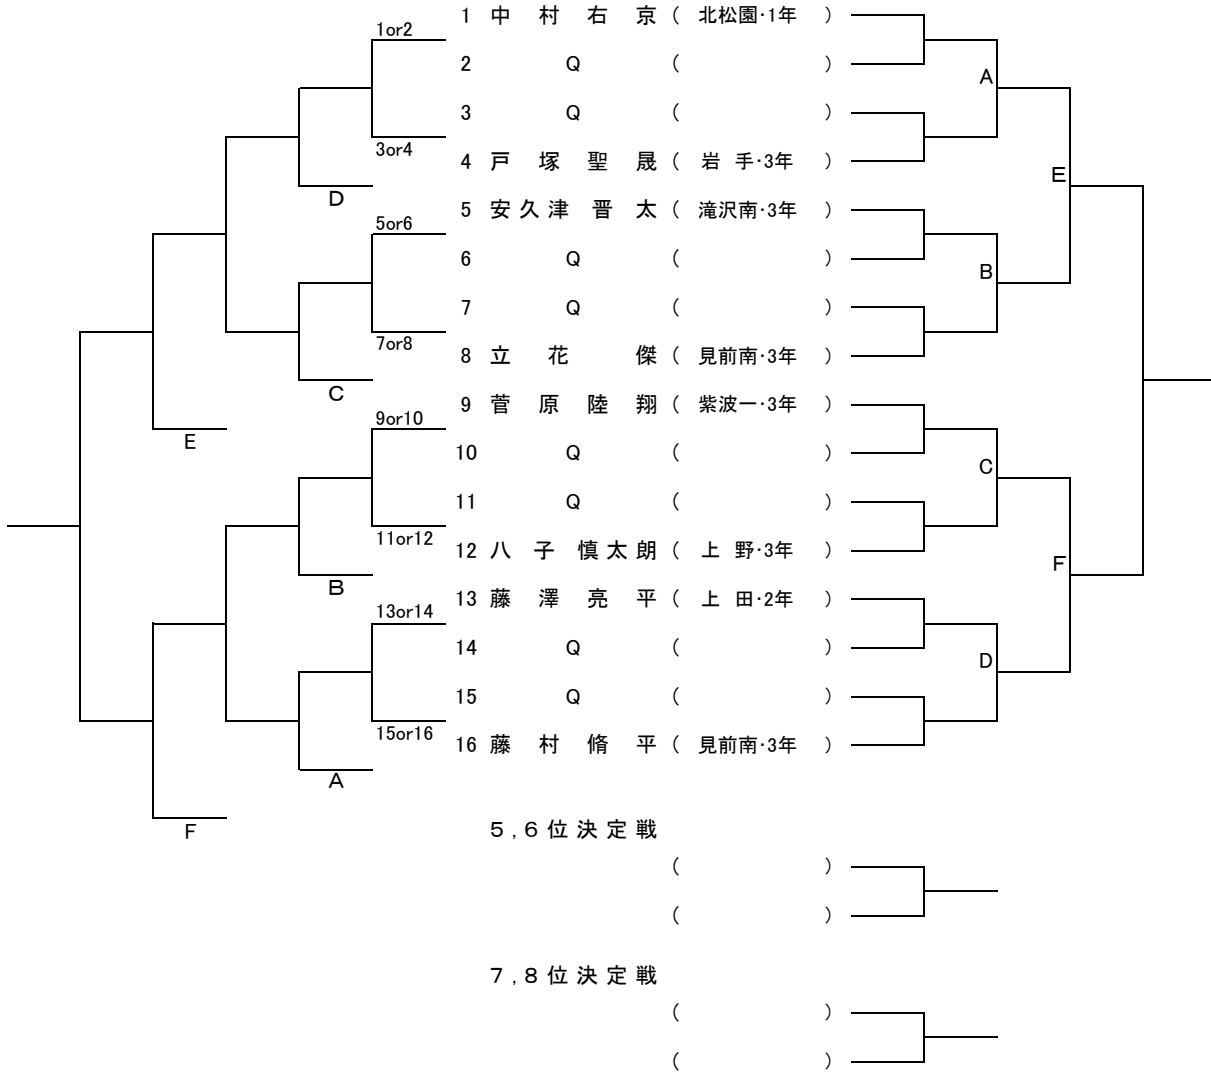 1 中村右京 ( 北松園・1年 )
1or2
2 Q ( )
A
3 Q ( )
3or4
4 戸塚聖晟 ( 岩手・3年 )
E
D
5 安久津晋太 ( 滝沢南・3年 )
5or6
6 Q ( )
B
7 Q ( )
7or8
8 立花傑 ( 見前南・3年 )
C
9 菅原陸翔 ( 紫波一・3年 )
9or10
E
10 Q ( )
C
11 Q ( )
11or12
12 八子慎太朗 ( 上野・3年 )
F
B
13 藤澤亮平 ( 上田・2年 )
13or14
14 Q ( )
D
15 Q ( )
15or16
16 藤村脩平 ( 見前南・3年 )
A
F
5,6位決定戦
( )
( )
7,8位決定戦
( )
( )